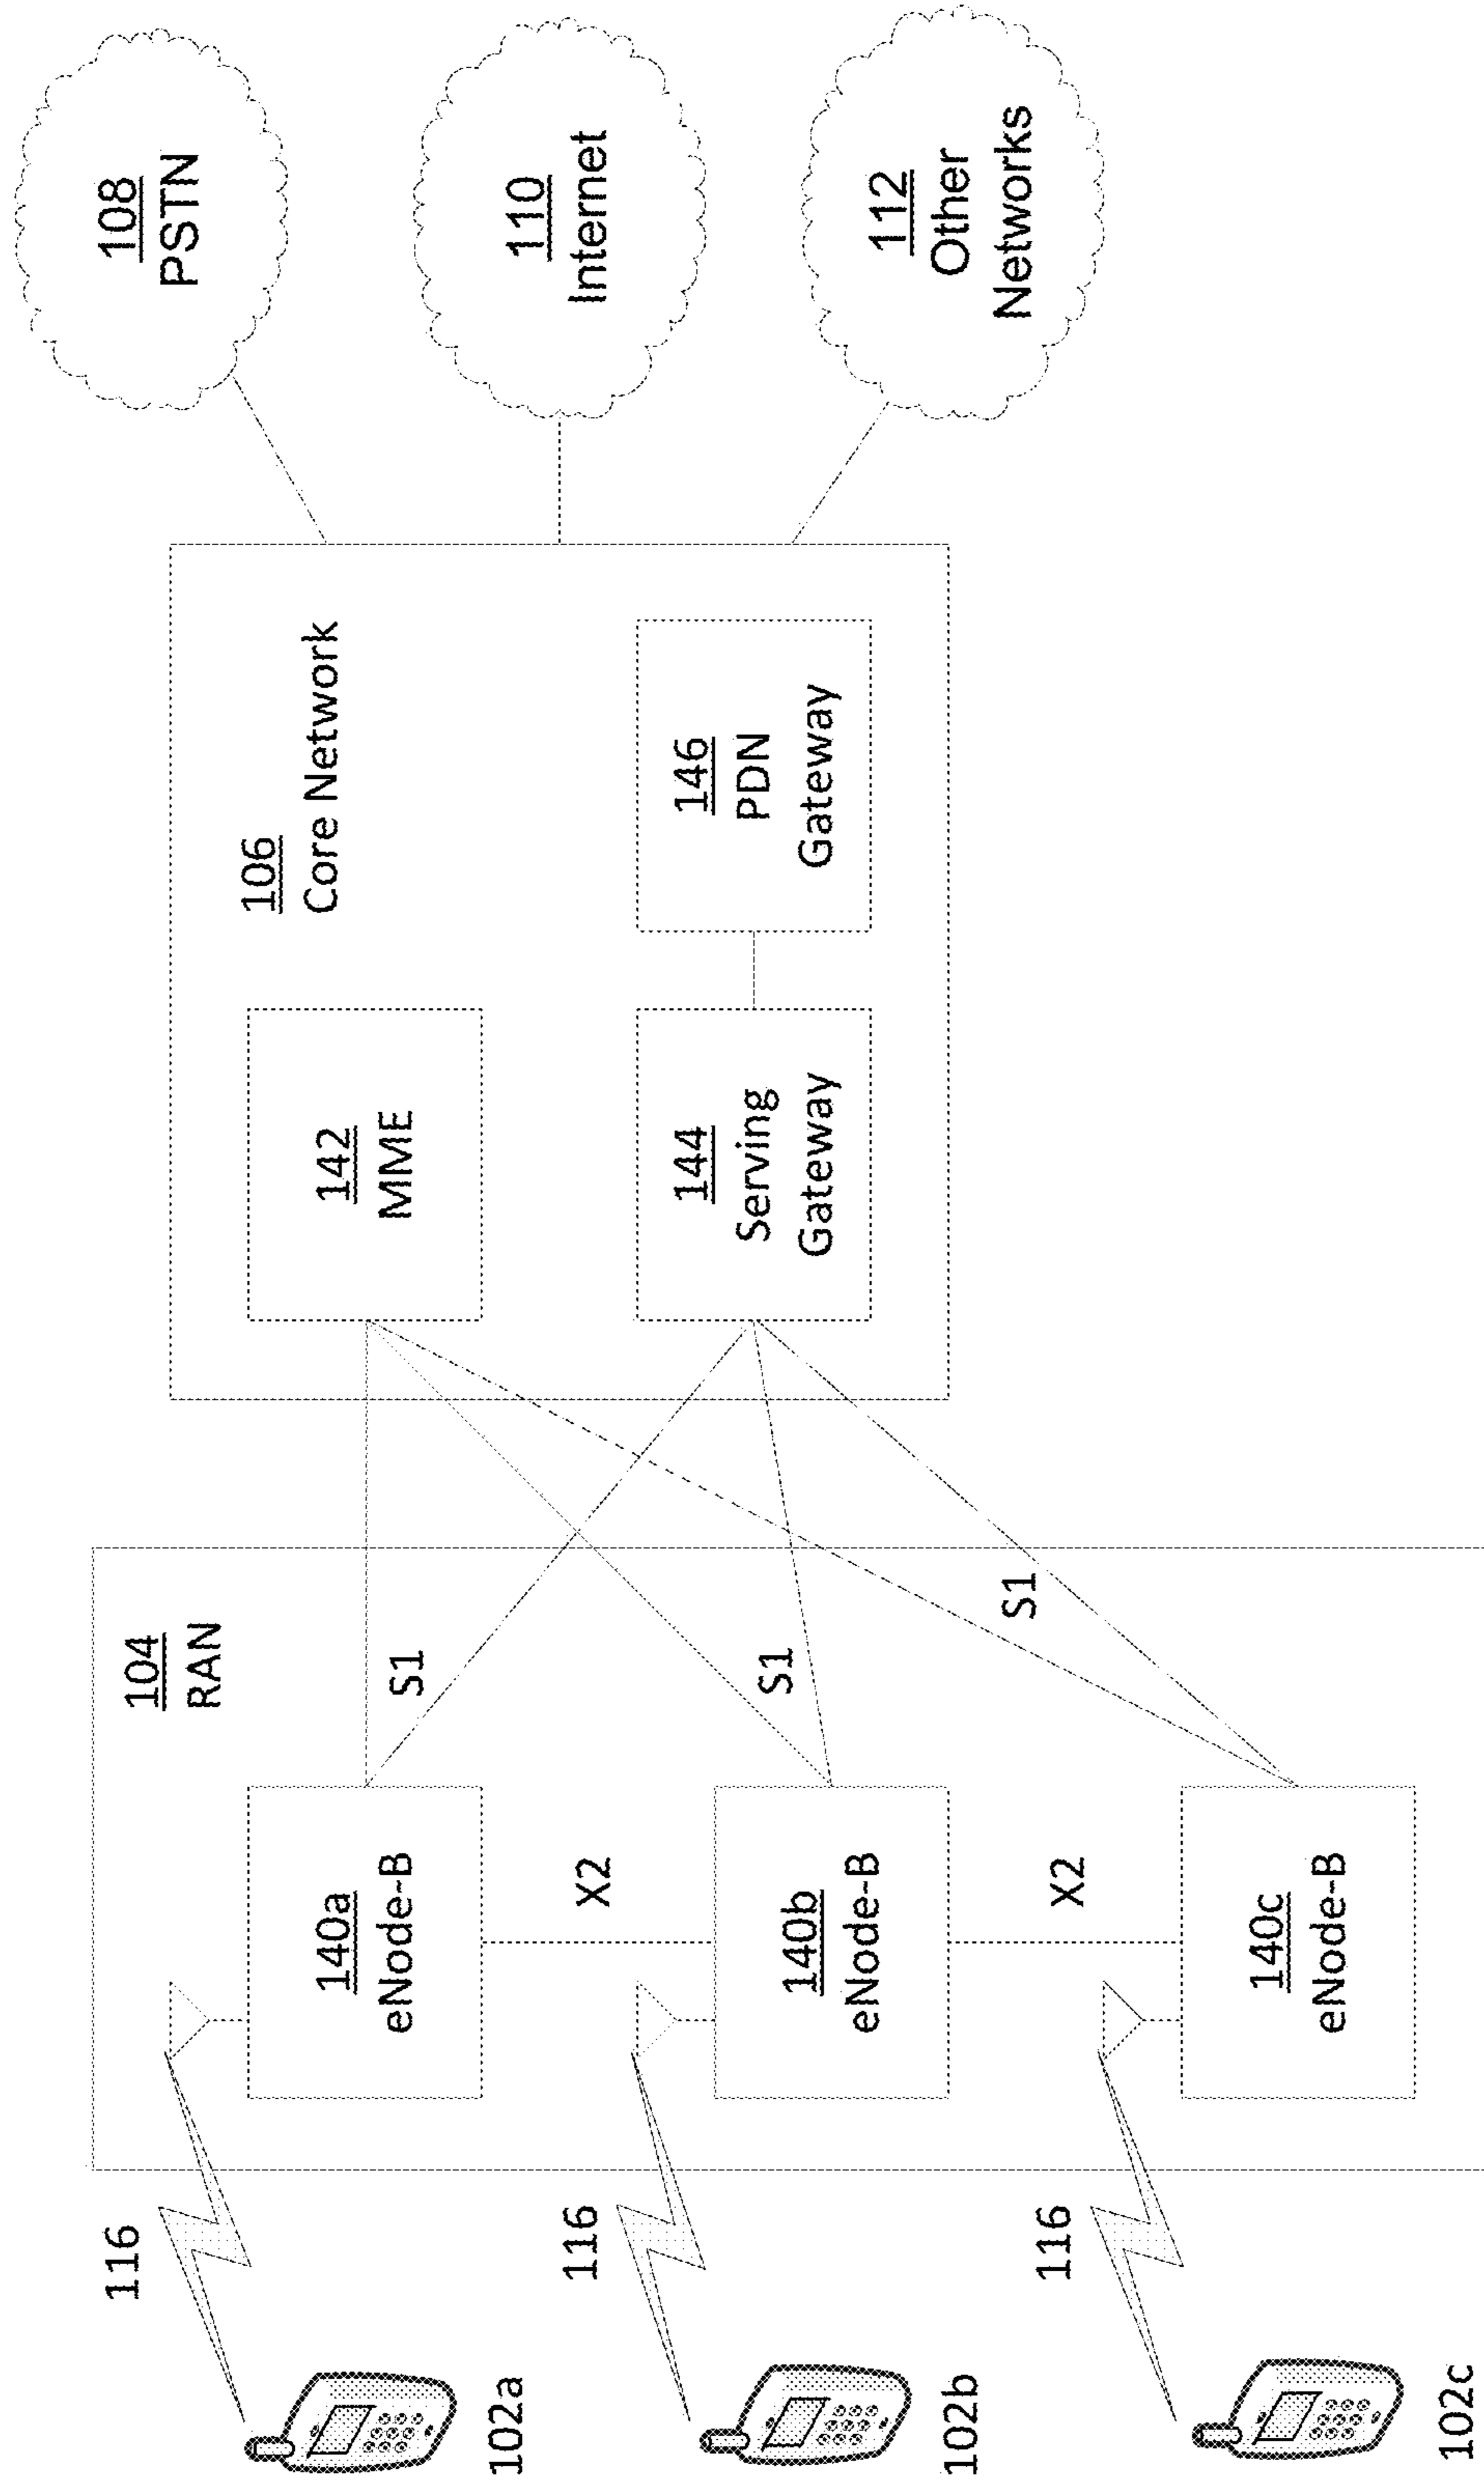 116
104
RAN
140a
eNode-B
S1
102a
X2
116
140b
eNode-B
S1
102b
X2
116
140c
eNode-B
S1
102c
106
Core Network
142
MME
144
Serving
Gateway
146
PDN
Gateway
108
PSTN
110
Internet
112
Other
Networks